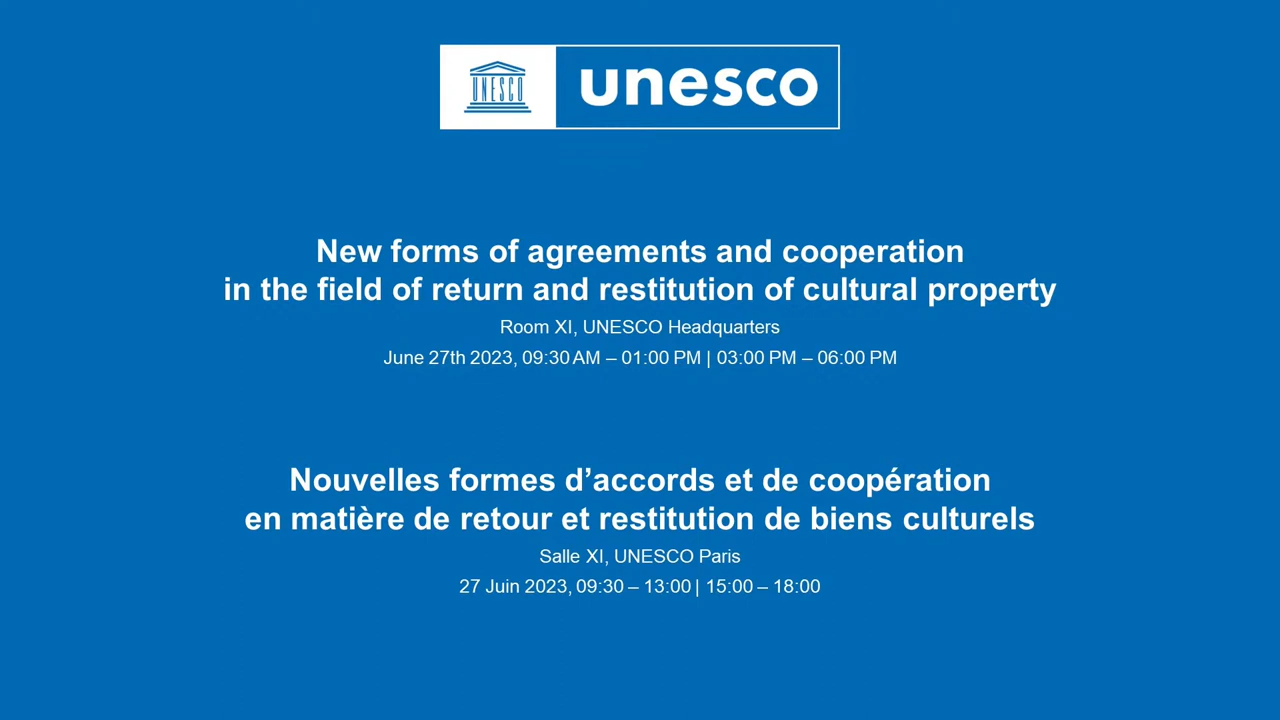 UNESCO
unesco
New forms of agreements and cooperation
in the field of return and restitution of cultural property
Room XI, UNESCO Headquarters
June 27th 2023, 09:30 AM – 01:00 PM | 03:00 PM – 06:00 PM
Nouvelles formes d’accords et de coopération
en matière de retour et restitution de biens culturels
Salle XI, UNESCO Paris
27 Juin 2023, 09:30 – 13:00 | 15:00 – 18:00